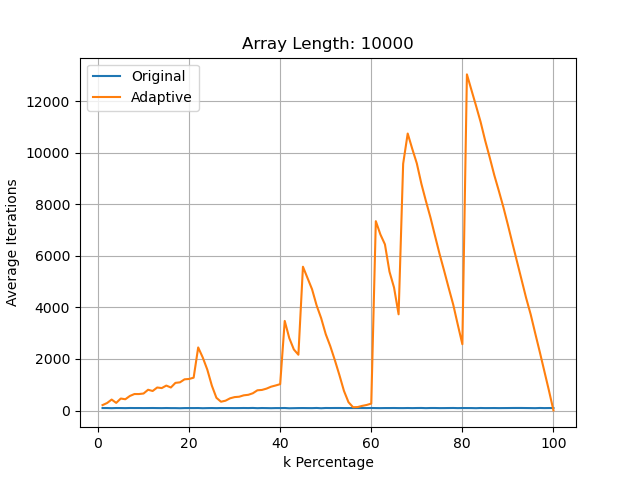 Array Length: 10000
Original
Adaptive
12000
10000
8000
6000
4000
2000
0
Average Iterations
0 20 40 60 80 100
k Percentage